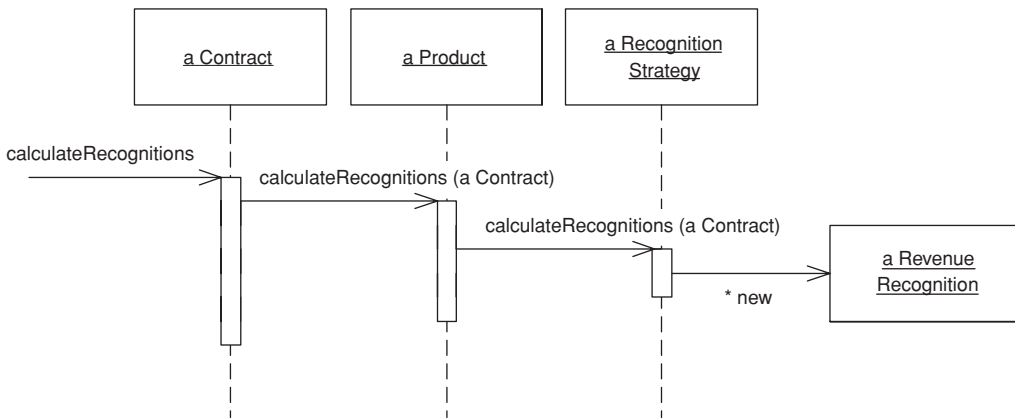 a Contract
a Product
a Recognition
Strategy
calculateRecognitions
calculateRecognitions (a Contract)
calculateRecognitions (a Contract)
a Revenue
Recognition
* new